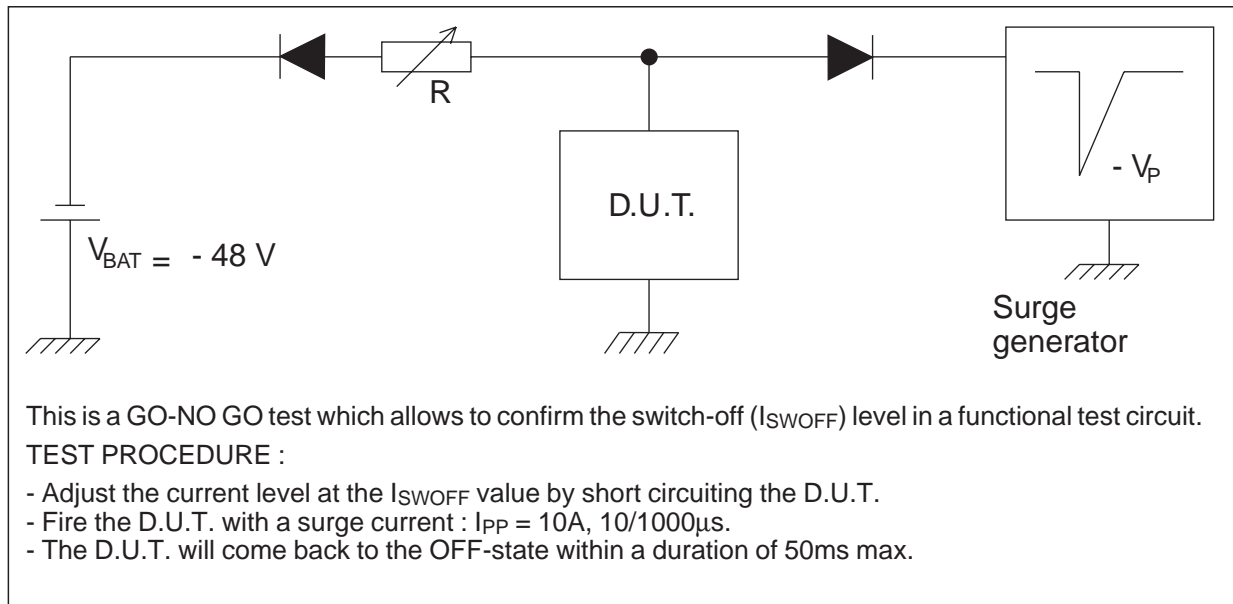 R
- VP
D.U.T.
VBAT = - 48 V
Surge
generator
This is a GO-NO GO test which allows to confirm the switch-off (ISWOFF) level in a functional test circuit.
TEST PROCEDURE :
- Adjust the current level at the ISWOFF value by short circuiting the D.U.T.
- Fire the D.U.T. with a surge current : IPP = 10A, 10/1000μs.
- The D.U.T. will come back to the OFF-state within a duration of 50ms max.